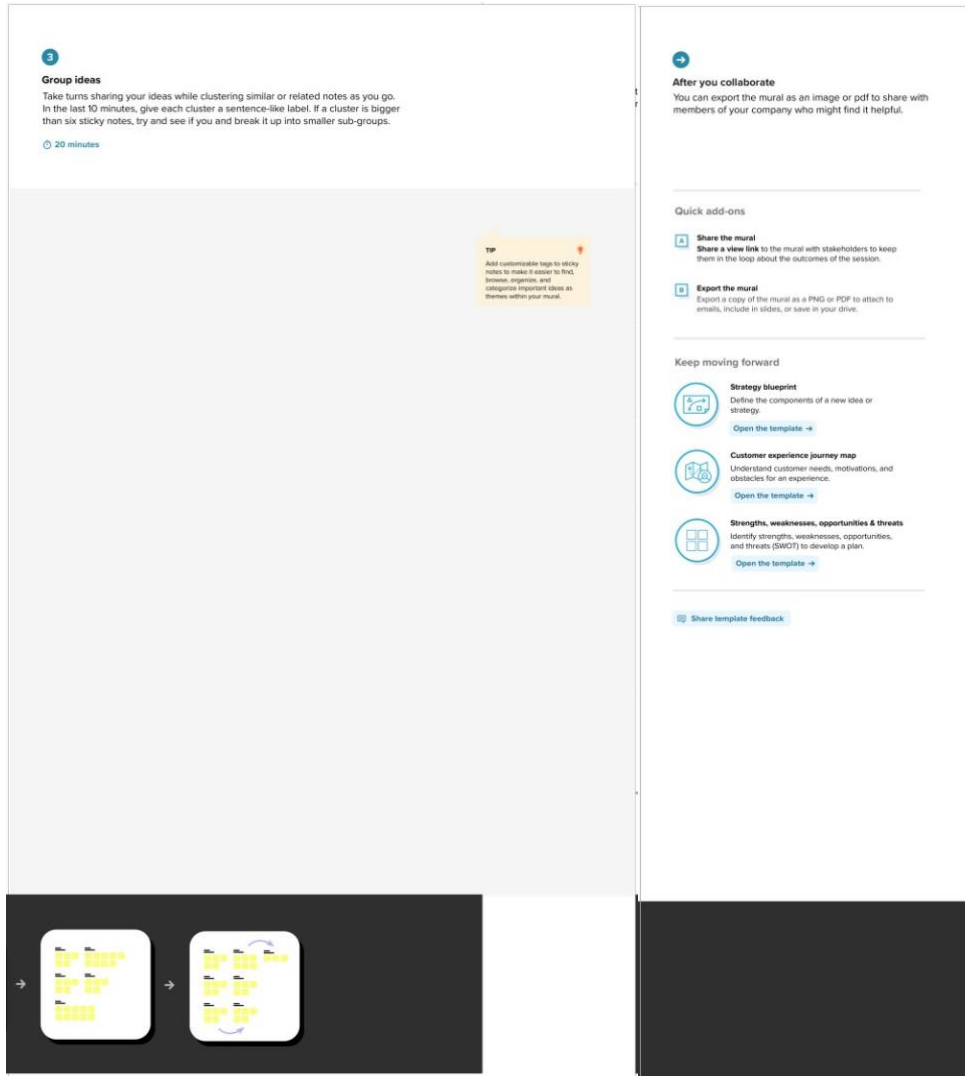 3
Group ideas
Take turns sharing your ideas while clustering similar or related notes as you go.
In the last 10 minutes, give each cluster a sentence-like label. If a cluster is bigger
than six sticky notes, try and see if you and break it up into smaller sub-groups.
20 minutes
TIP
Add customizable tags to sticky
notes to make it easier to find,
browse, organize, and
categorize important ideas as
themes within your mural.
After you collaborate
You can export the mural as an image or pdf to share with
members of your company who might find it helpful.
Quick add-ons
A
Share the mural
Share a view link to the mural with stakeholders to keep
them in the loop about the outcomes of the session.
B
Export the mural
Export a copy of the mural as a PNG or PDF to attach to
emails, include in slides, or save in your drive.
Keep moving forward
Strategy blueprint
Define the components of a new idea or
strategy.
Open the template →
Customer experience journey map
Understand customer needs, motivations, and
obstacles for an experience.
Open the template →
Strengths, weaknesses, opportunities & threats
Identify strengths, weaknesses, opportunities,
and threats (SWOT) to develop a plan.
Open the template →
Share template feedback